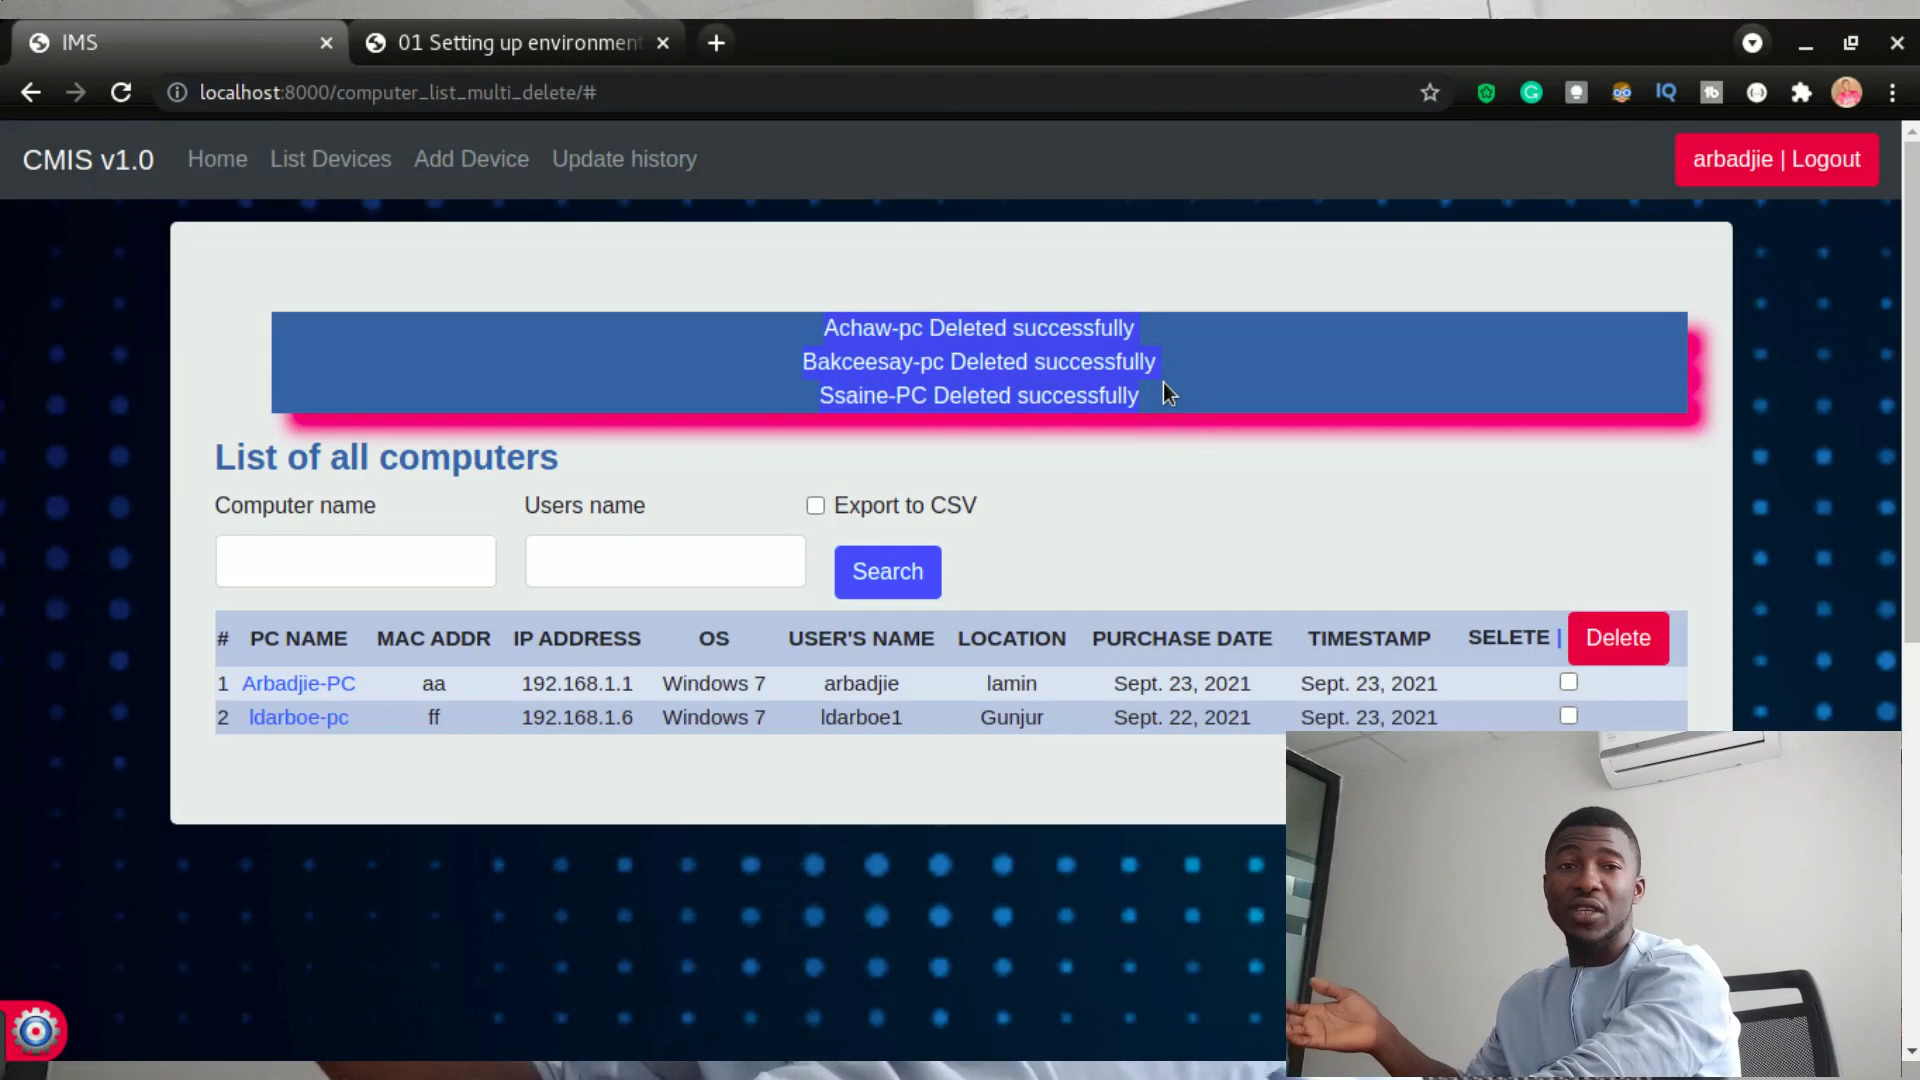 IMS
01 Setting up environment
localhost:8000/computer_list_multi_delete/#
IQ
CMIS v1.0 Home List Devices Add Device Update history arbadjie | Logout
Achaw-pc Deleted successfully
Bakceesay-pc Deleted successfully
Ssaine-PC Deleted successfully
List of all computers
Computer name Users name Export to CSV
Search
# PC NAME MAC ADDR IP ADDRESS OS USER'S NAME LOCATION PURCHASE DATE TIMESTAMP SELETE | Delete
1 Arbadjie-PC aa 192.168.1.1 Windows 7 arbadjie lamin Sept. 23, 2021 Sept. 23, 2021
2 ldarboe-pc ff 192.168.1.6 Windows 7 ldarboe1 Gunjur Sept. 22, 2021 Sept. 23, 2021